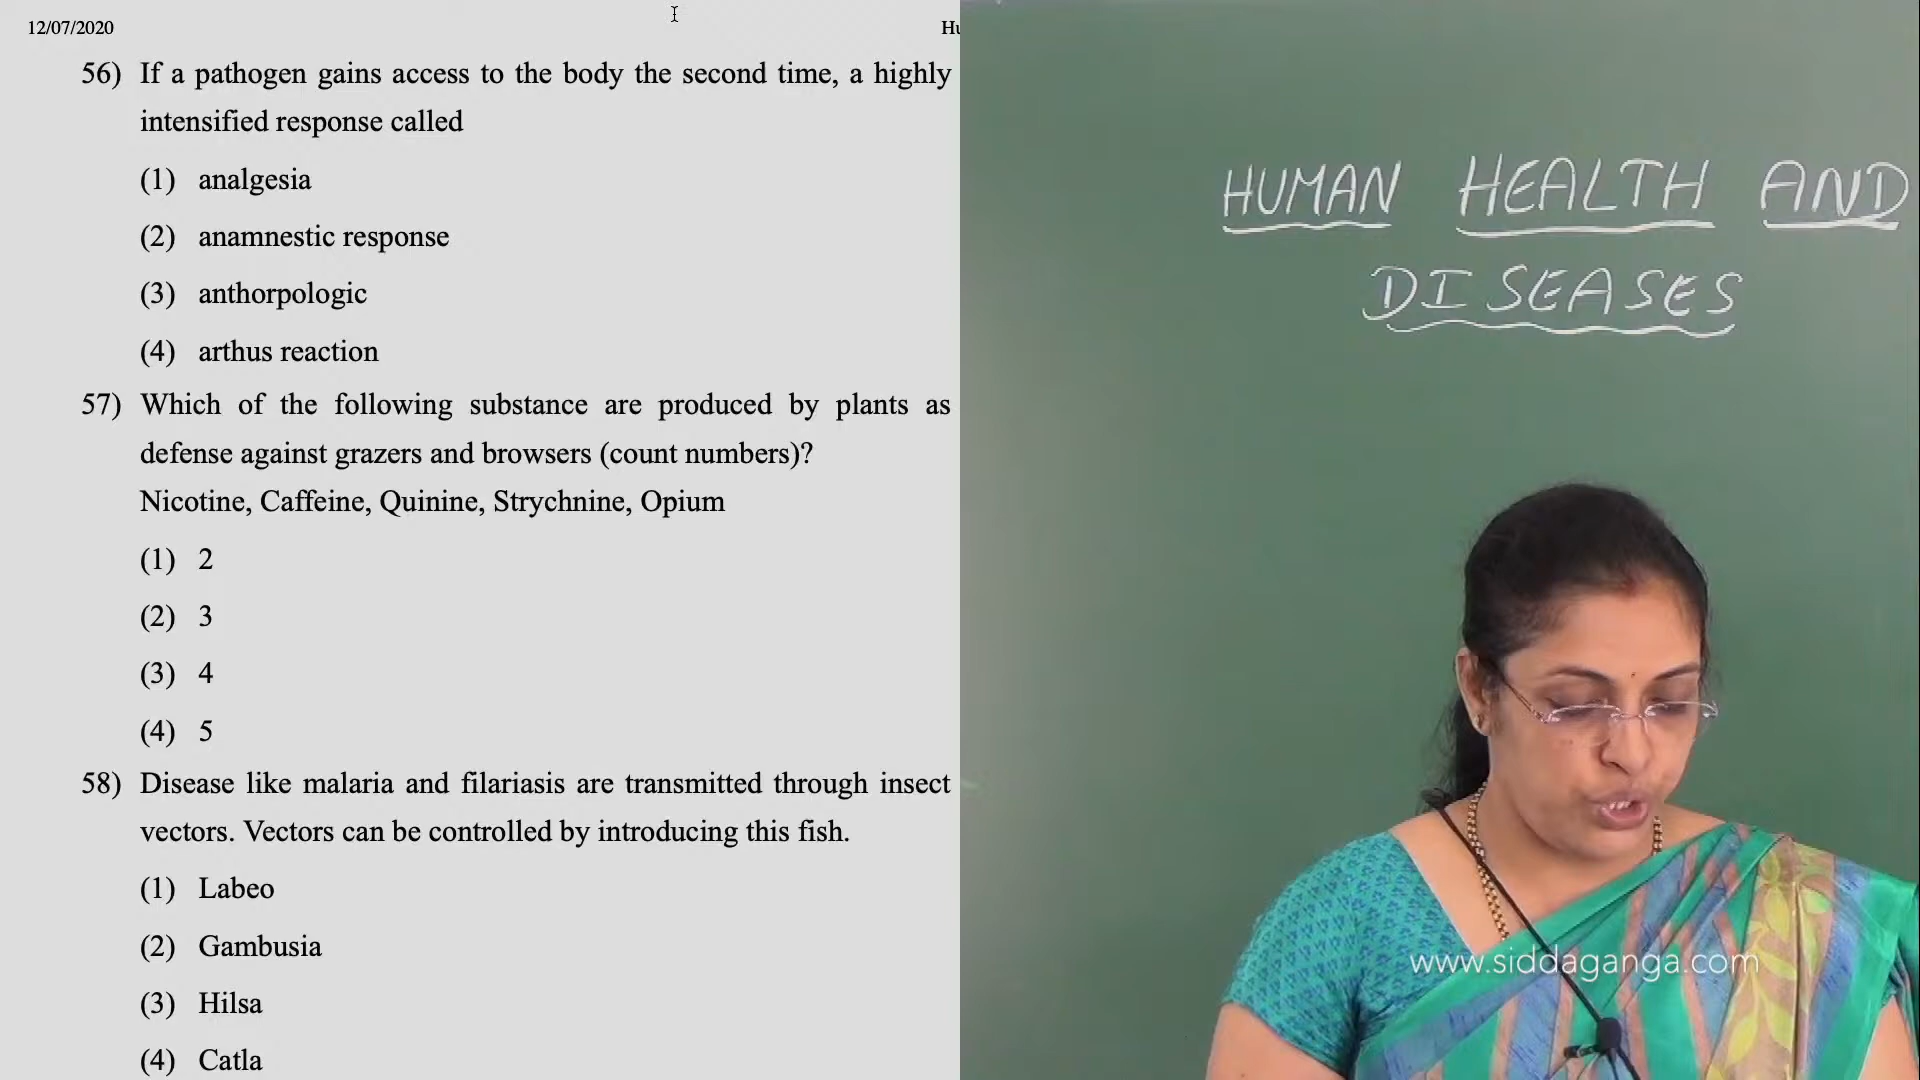 12/07/2020
56) If a pathogen gains access to the body the second time, a highly
intensified response called
(1) analgesia
(2) anamnestic response
(3) anthorpologic
(4) arthus reaction
57) Which of the following substance are produced by plants as
defense against grazers and browsers (count numbers)?
Nicotine, Caffeine, Quinine, Strychnine, Opium
(1) 2
(2) 3
(3) 4
(4) 5
58) Disease like malaria and filariasis are transmitted through insect
vectors. Vectors can be controlled by introducing this fish.
(1) Labeo
(2) Gambusia
(3) Hilsa
(4) Catla
HUMAN HEALTH AND
DISEASES
www.siddaganga.com